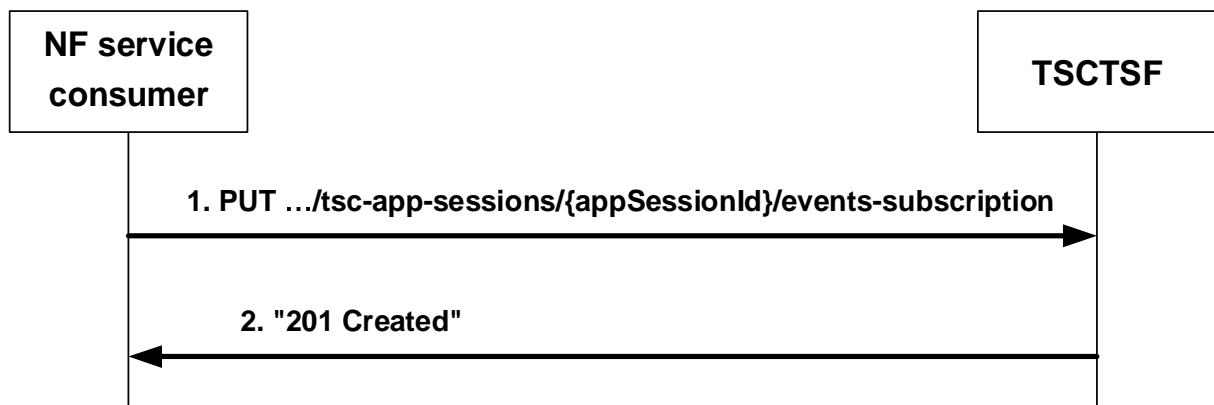 NF service
consumer
TSCTSF
1. PUT …/tsc-app-sessions/{appSessionId}/events-subscription
2. "201 Created"